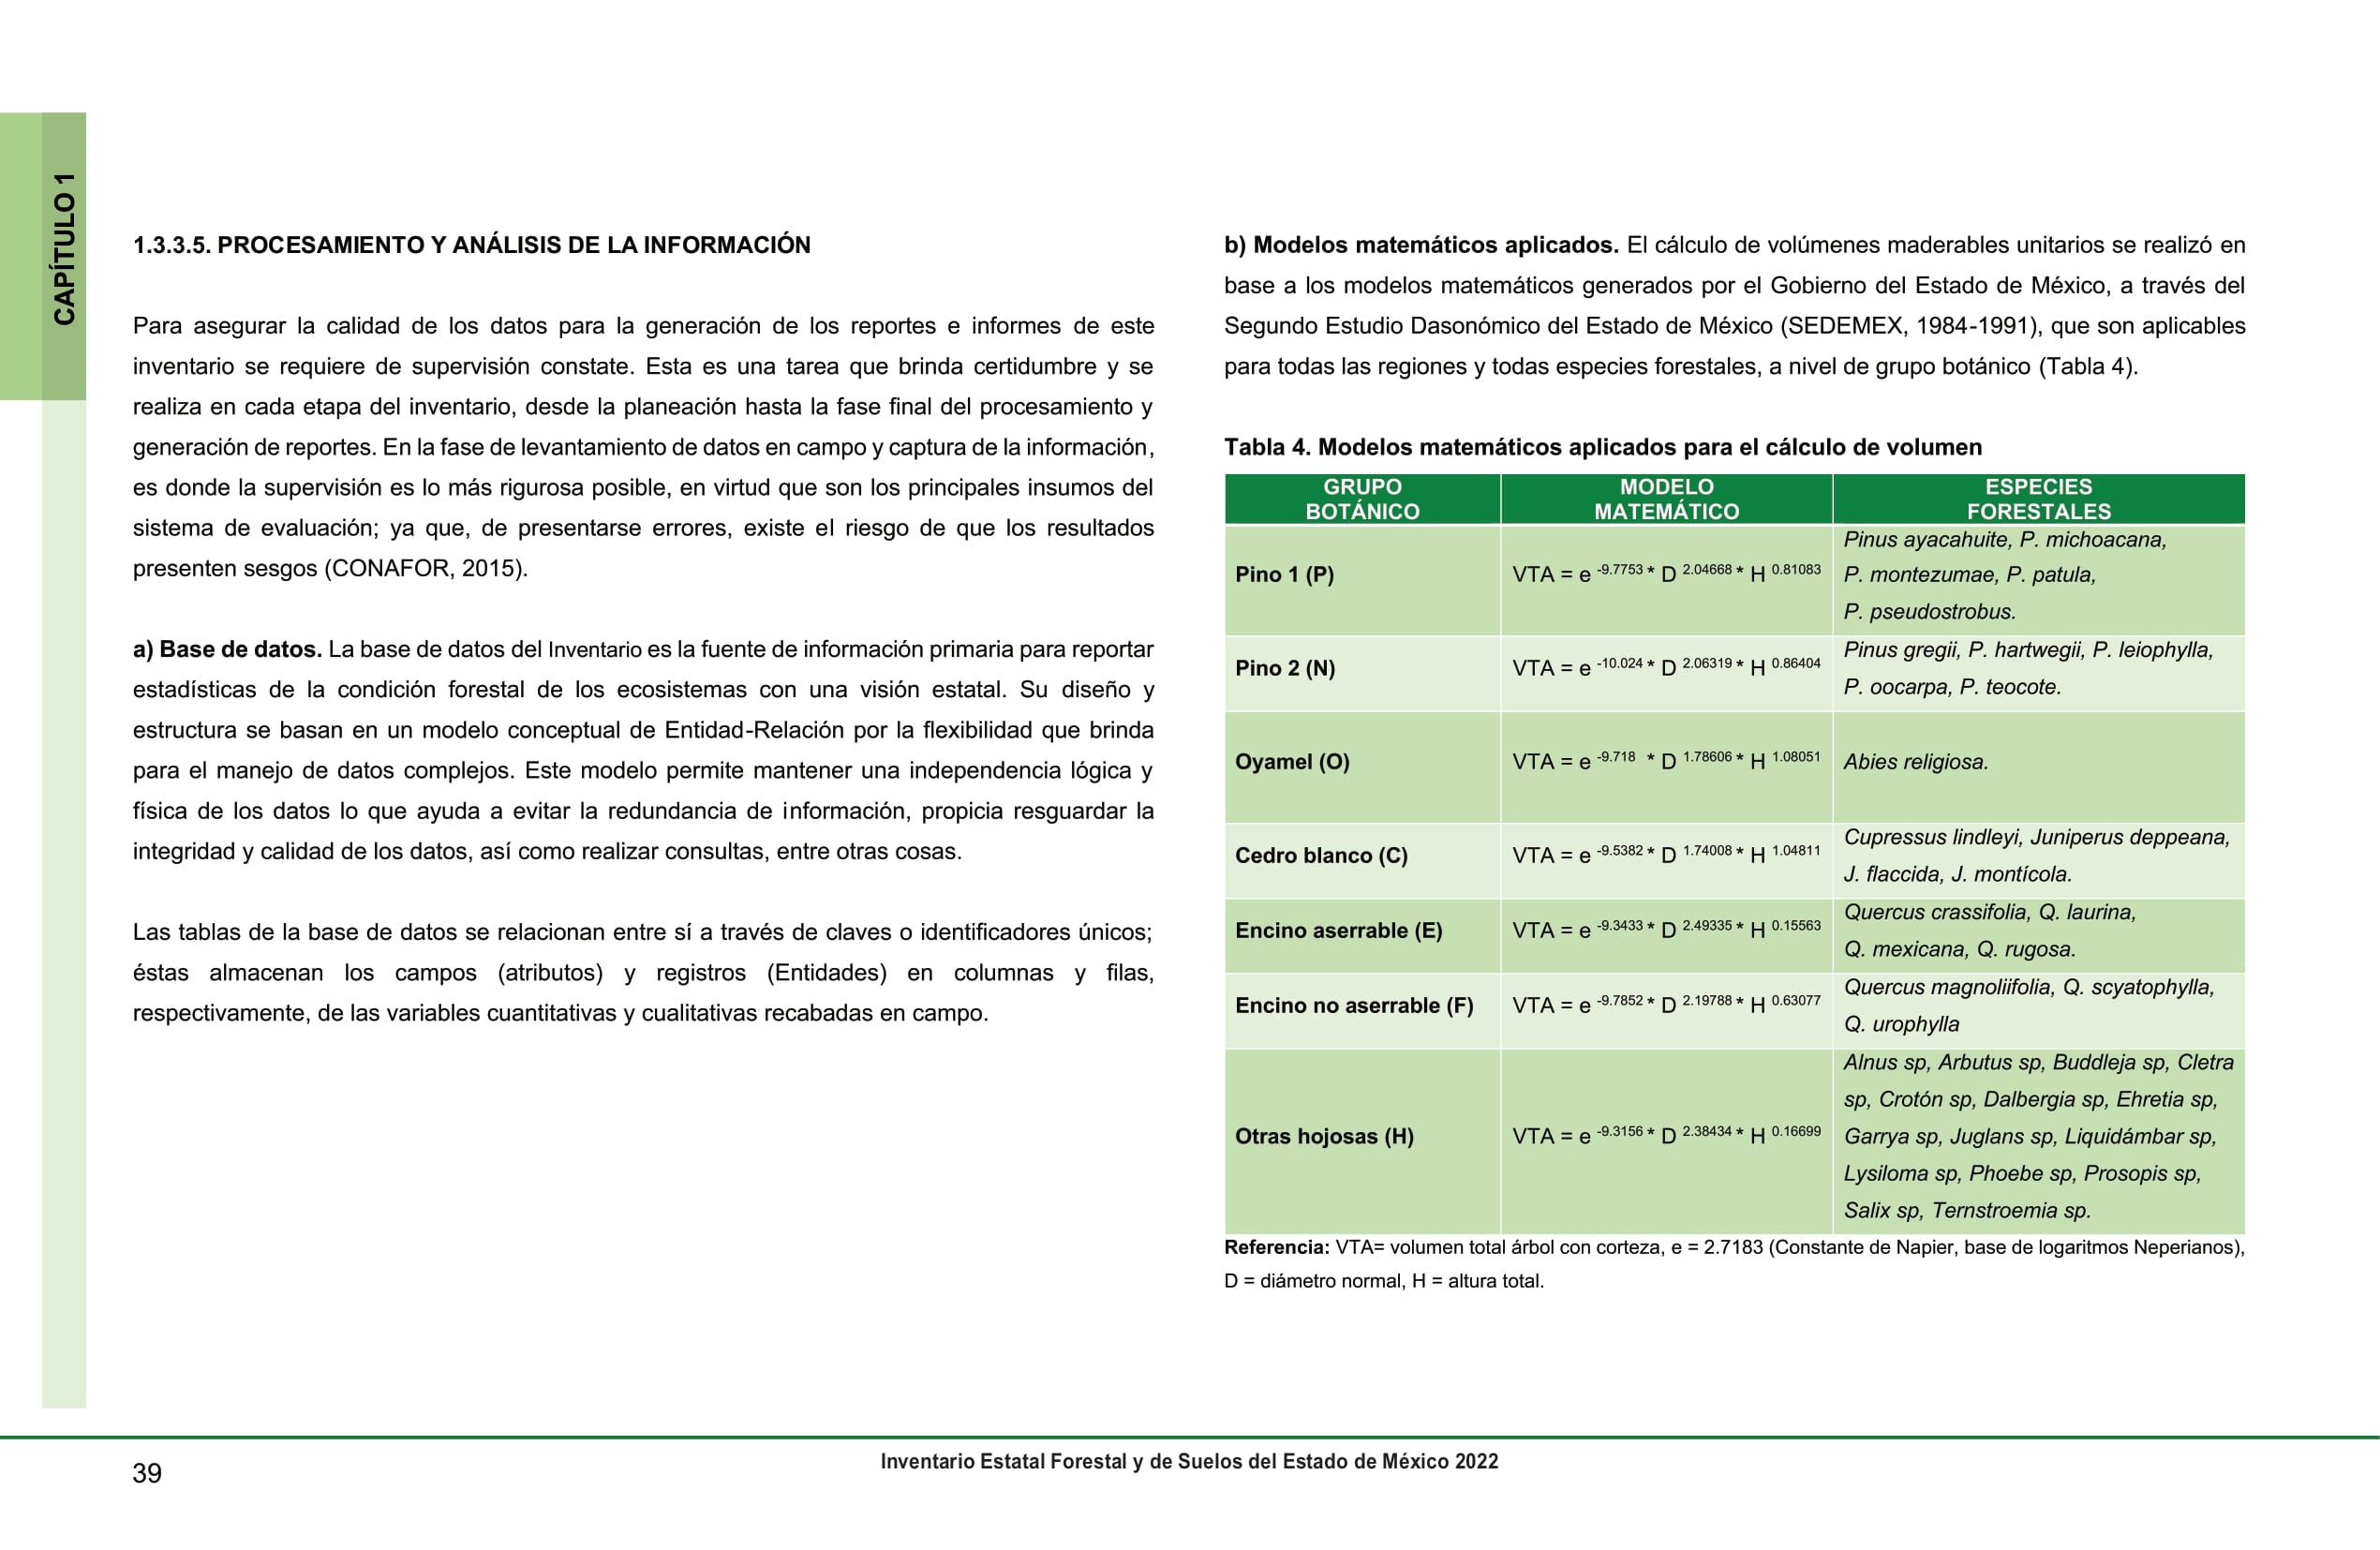 CAPÍTULO 1
1.3.3.5. PROCESAMIENTO Y ANÁLISIS DE LA INFORMACIÓN
Para asegurar la calidad de los datos para la generación de los reportes e informes de este
inventario se requiere de supervisión constate. Esta es una tarea que brinda certidumbre y se
realiza en cada etapa del inventario, desde la planeación hasta la fase final del procesamiento y
generación de reportes. En la fase de levantamiento de datos en campo y captura de la información,
es donde la supervisión es lo más rigurosa posible, en virtud que son los principales insumos del
sistema de evaluación; ya que, de presentarse errores, existe el riesgo de que los resultados
presenten sesgos (CONAFOR, 2015).
a) Base de datos. La base de datos del Inventario es la fuente de información primaria para reportar
estadísticas de la condición forestal de los ecosistemas con una visión estatal. Su diseño y
estructura se basan en un modelo conceptual de Entidad-Relación por la flexibilidad que brinda
para el manejo de datos complejos. Este modelo permite mantener una independencia lógica y
física de los datos lo que ayuda a evitar la redundancia de información, propicia resguardar la
integridad y calidad de los datos, así como realizar consultas, entre otras cosas.
Las tablas de la base de datos se relacionan entre sí a través de claves o identificadores únicos;
éstas almacenan los campos (atributos) y registros (Entidades) en columnas y filas,
respectivamente, de las variables cuantitativas y cualitativas recabadas en campo.
b) Modelos matemáticos aplicados. El cálculo de volúmenes maderables unitarios se realizó en
base a los modelos matemáticos generados por el Gobierno del Estado de México, a través del
Segundo Estudio Dasonómico del Estado de México (SEDEMEX, 1984-1991), que son aplicables
para todas las regiones y todas especies forestales, a nivel de grupo botánico (Tabla 4).
Tabla 4. Modelos matemáticos aplicados para el cálculo de volumen
GRUPO
BOTÁNICO
MODELO
MATEMÁTICO
ESPECIES
FORESTALES
Pino 1 (P)
VTA = e -9.7753 * D 2.04668 * H 0.81083
Pinus ayacahuite, P. michoacana,
P. montezumae, P. patula,
P. pseudostrobus.
Pino 2 (N)
VTA = e -10.024 * D 2.06319 * H 0.86404
Pinus gregii, P. hartwegii, P. leiophylla,
P. oocarpa, P. teocote.
Oyamel (O)
VTA = e -9.718 * D 1.78606 * H 1.08051
Abies religiosa.
Cedro blanco (C)
VTA = e -9.5382 * D 1.74008 * H 1.04811
Cupressus lindleyi, Juniperus deppeana,
J. flaccida, J. montícola.
Encino aserrable (E)
VTA = e -9.3433 * D 2.49335 * H 0.15563
Quercus crassifolia, Q. laurina,
Q. mexicana, Q. rugosa.
Encino no aserrable (F)
VTA = e -9.7852 * D 2.19788 * H 0.63077
Quercus magnoliifolia, Q. scyatophylla,
Q. urophylla
Otras hojosas (H)
VTA = e -9.3156 * D 2.38434 * H 0.16699
Alnus sp, Arbutus sp, Buddleja sp, Cletra
sp, Crotón sp, Dalbergia sp, Ehretia sp,
Garrya sp, Juglans sp, Liquidámbar sp,
Lysiloma sp, Phoebe sp, Prosopis sp,
Salix sp, Ternstroemia sp.
Referencia: VTA= volumen total árbol con corteza, e = 2.7183 (Constante de Napier, base de logaritmos Neperianos),
D = diámetro normal, H = altura total.
39
Inventario Estatal Forestal y de Suelos del Estado de México 2022